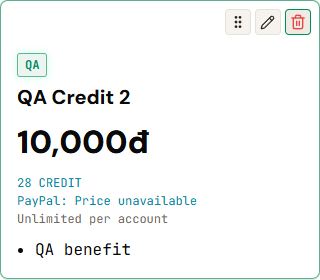 QA
QA Credit 2
10,000đ
28 CREDIT
PayPal: Price unavailable
Unlimited per account
• QA benefit